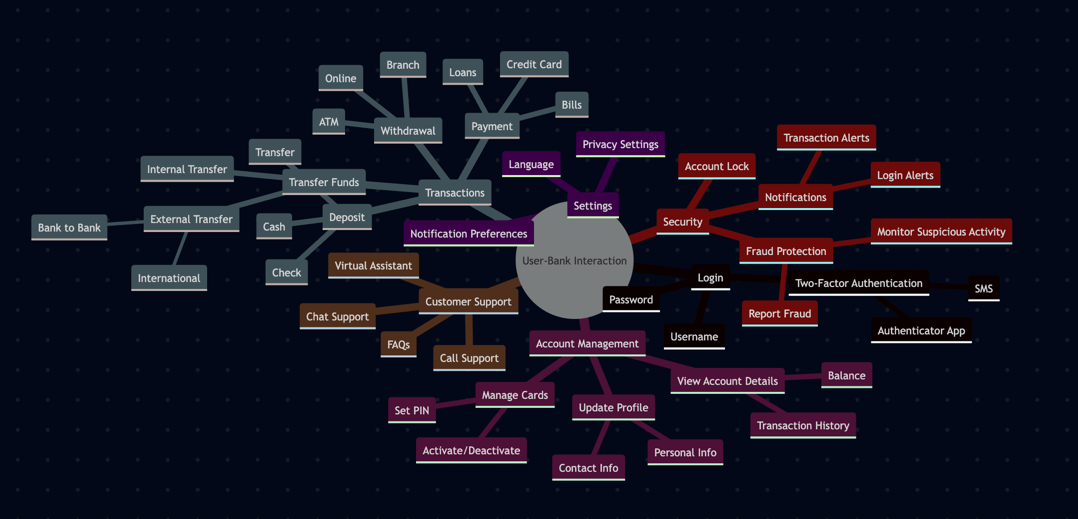 Branch
Credit Card
Loans
Online
Bills
ATM
Withdrawal
Payment
Transaction Alerts
Privacy Settings
Transfer
Language
Account Lock
Internal Transfer
Login Alerts
Transfer Funds
Transactions
Notifications
Settings
External Transfer
Deposit
Security
Bank to Bank
Cash
Notification Preferences
Monitor Suspicious Activity
Fraud Protection
User-Bank Interaction
Virtual Assistant
Check
International
Login
Two-Factor Authentication
SMS
Password
Customer Support
Report Fraud
Chat Support
Authenticator App
Username
FAQs
Account Management
Call Support
Balance
View Account Details
Manage Cards
Set PIN
Update Profile
Transaction History
Activate/Deactivate
Personal Info
Contact Info